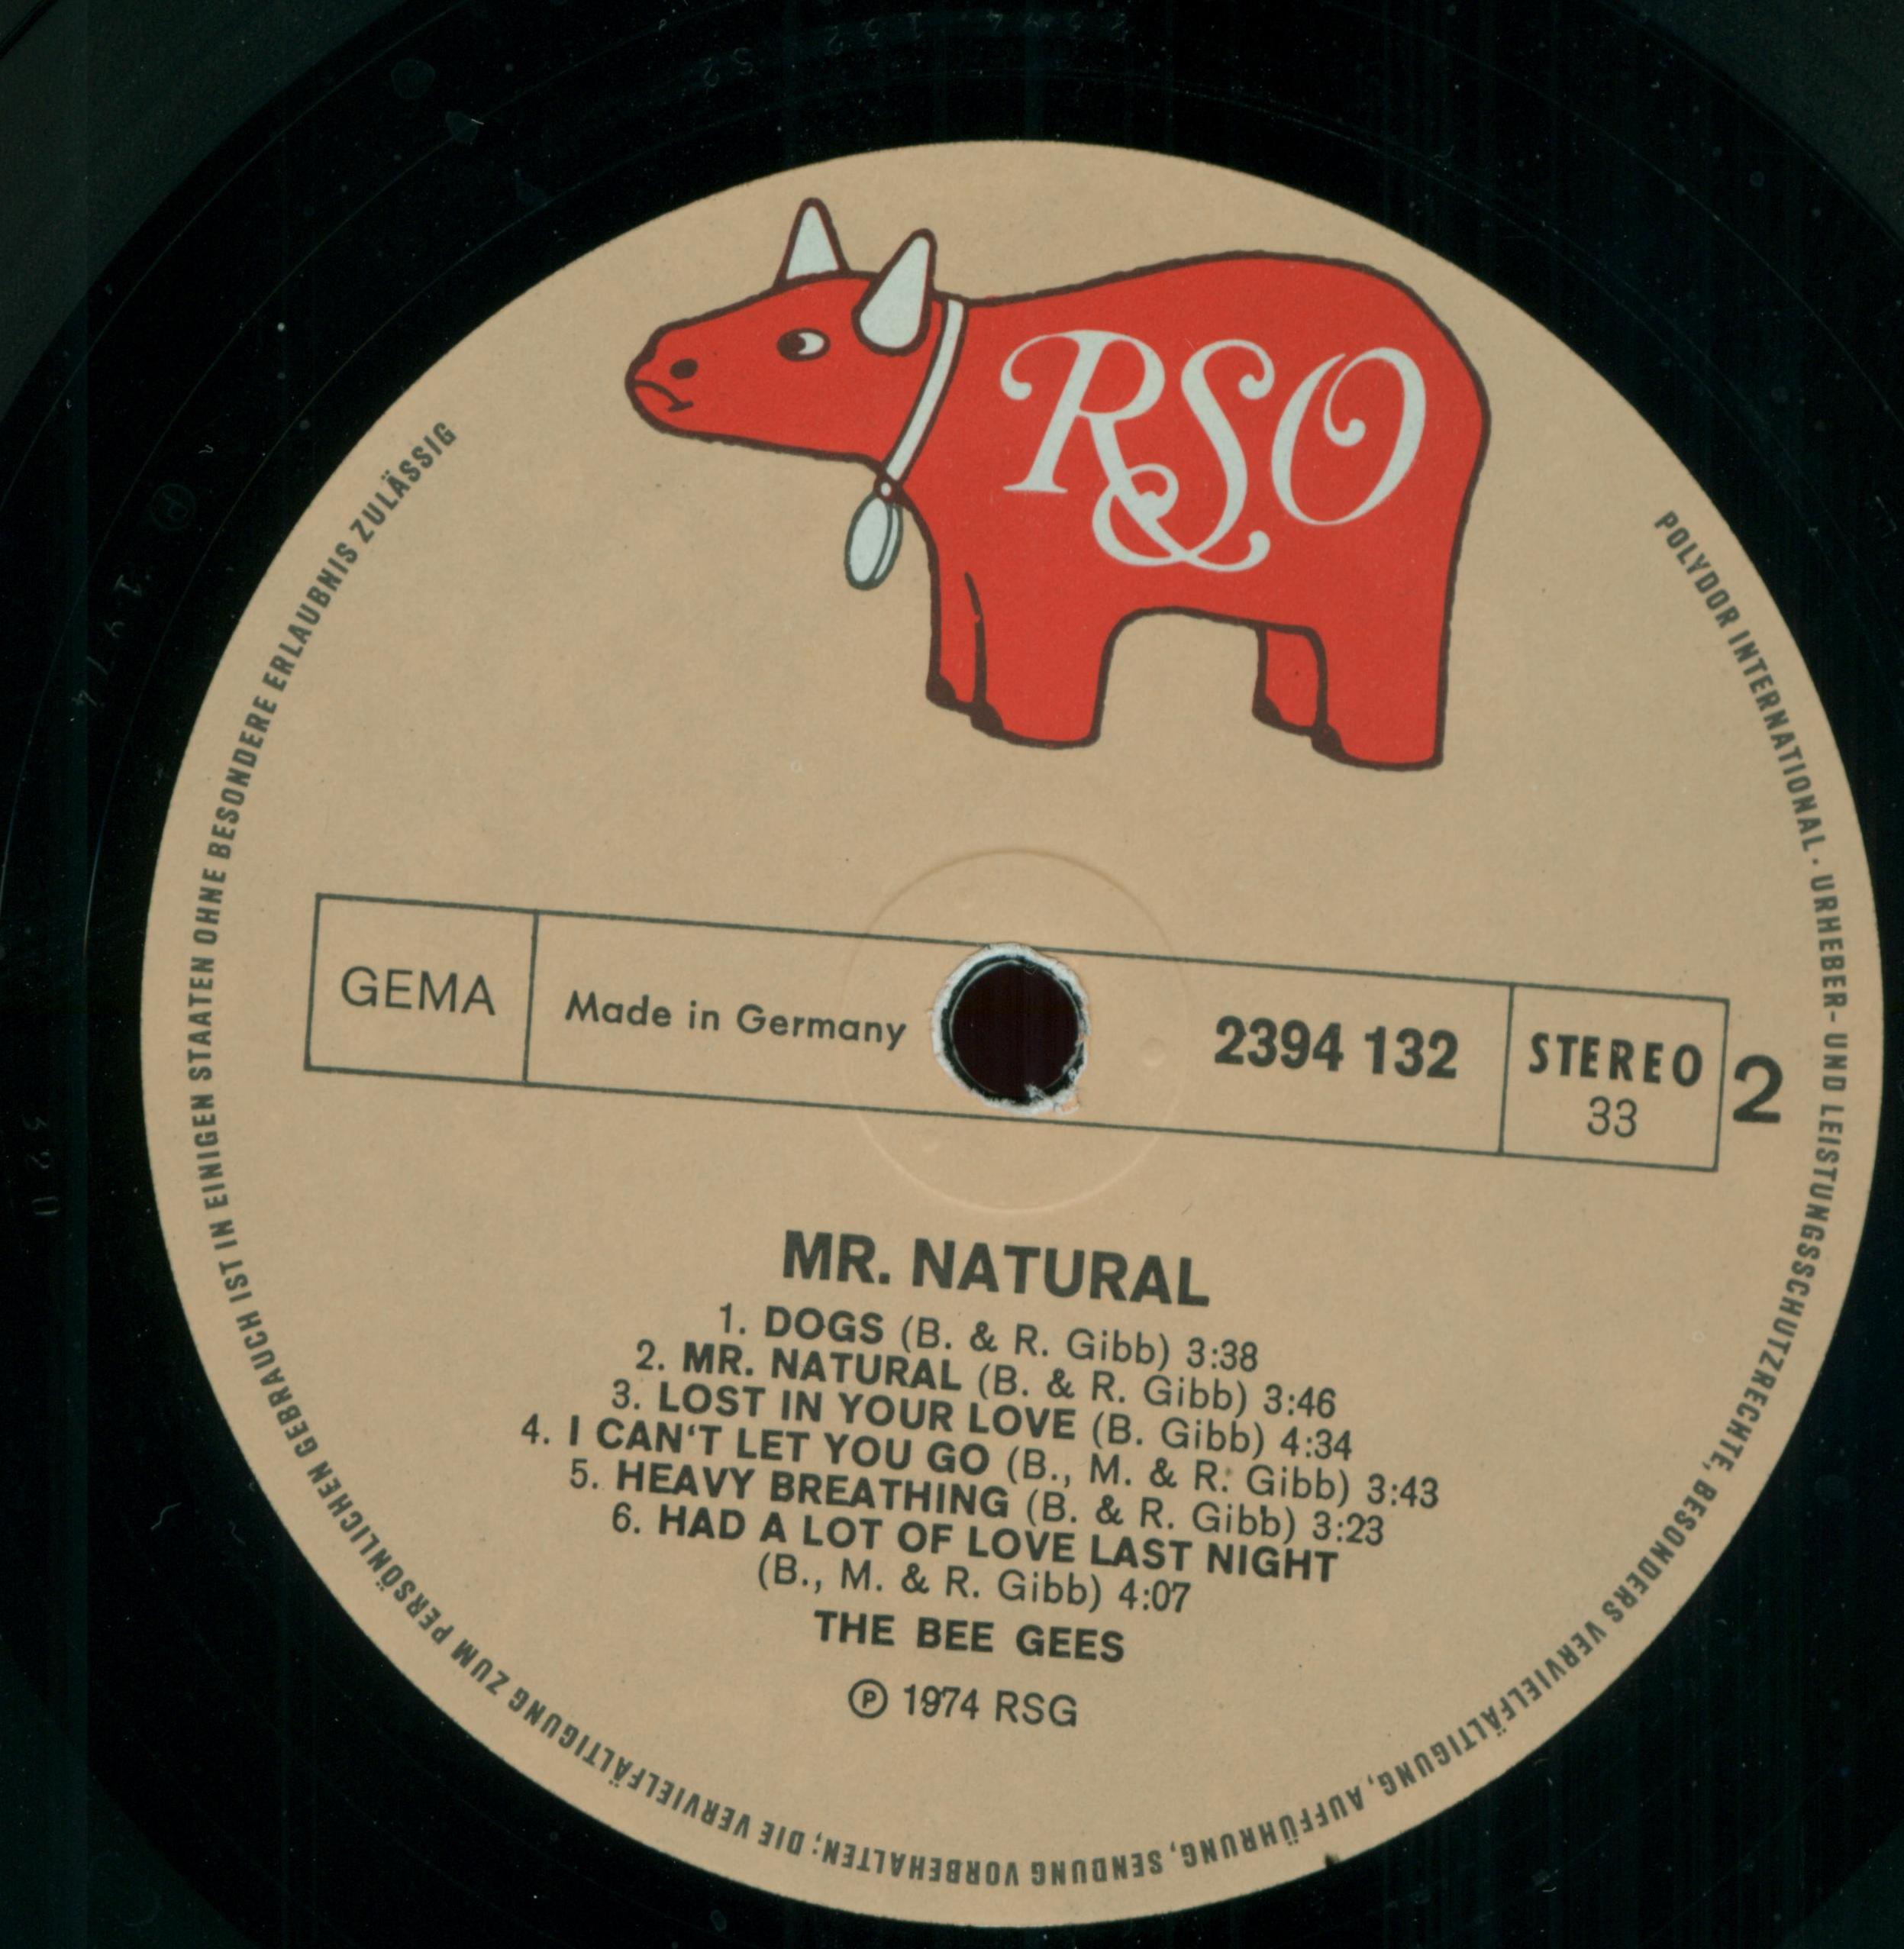 RSO
GEMA
Made in Germany
2394 132
STEREO
33
2
MR. NATURAL
1. DOGS (B. & R. Gibb) 3:38
2. MR. NATURAL (B. & R. Gibb) 3:46
3. LOST IN YOUR LOVE (B. Gibb) 4:34
4. I CAN'T LET YOU GO (B., M. & R. Gibb) 3:43
5. HEAVY BREATHING (B. & R. Gibb) 3:23
6. HAD A LOT OF LOVE LAST NIGHT
(B., M. & R. Gibb) 4:07
THE BEE GEES
℗ 1974 RSG
POLYDOR INTERNATIONAL · URHEBER- UND LEISTUNGSSCHUTZRECHTE, BESONDERS VERVIELFÄLTIGUNG, AUFFÜHRUNG, SENDUNG VORBEHALTEN; DIE VERVIELFÄLTIGUNG ZUM PERSÖNLICHEN GEBRAUCH IST IN EINIGEN STAATEN OHNE BESONDERE ERLAUBNIS ZULÄSSIG